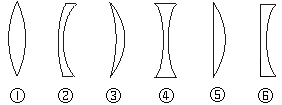 ① ② ③ ④ ⑤ ⑥